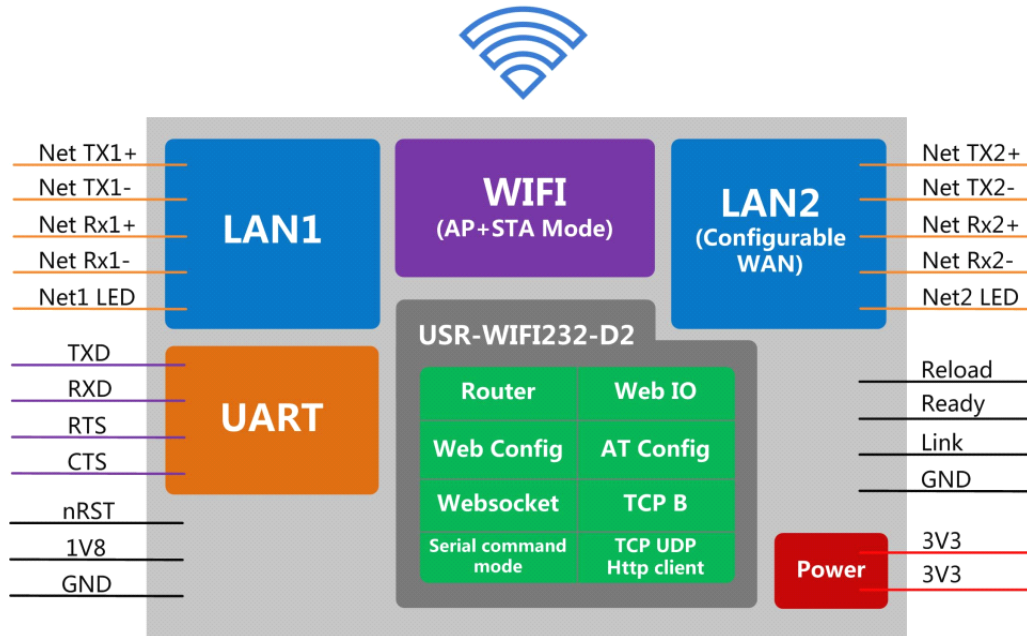 Net TX1+
Net TX1-
Net Rx1+
Net Rx1-
Net1 LED
TXD
RXD
RTS
CTS
nRST
1V8
GND
LAN1
UART
WIFI
(AP+STA Mode)
USR-WIFI232-D2
Router
Web IO
Web Config
AT Config
Websocket
TCP B
Serial command
mode
TCP UDP
Http client
LAN2
(Configurable
WAN)
Power
Net TX2+
Net TX2-
Net Rx2+
Net Rx2-
Net2 LED
Reload
Ready
Link
GND
3V3
3V3